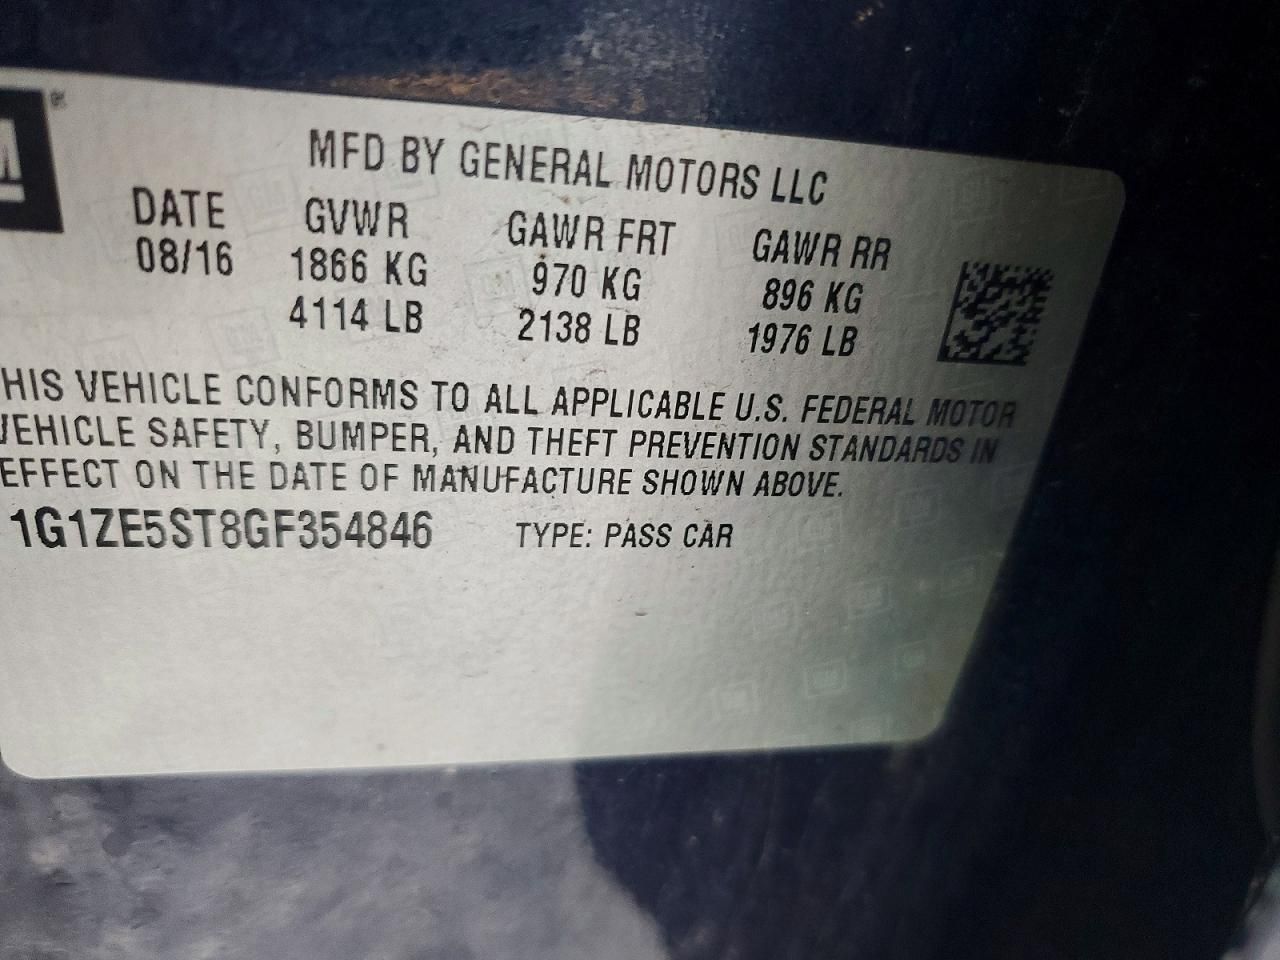 MFD BY GENERAL MOTORS LLC
DATE GVWR GAWR FRT GAWR RR
08/16 1866 KG 970 KG 896 KG
4114 LB 2138 LB 1976 LB
HIS VEHICLE CONFORMS TO ALL APPLICABLE U.S. FEDERAL MOTOR
VEHICLE SAFETY, BUMPER, AND THEFT PREVENTION STANDARDS IN
EFFECT ON THE DATE OF MANUFACTURE SHOWN ABOVE.
1G1ZE5ST8GF354846 TYPE: PASS CAR